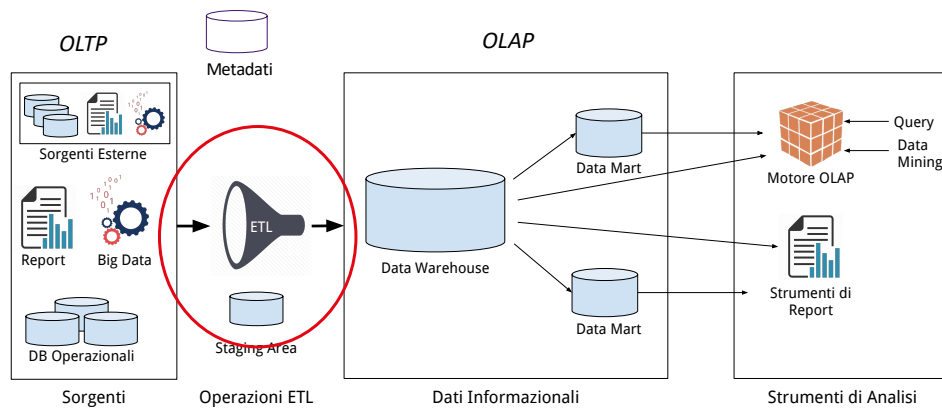 OLTP
Metadati
OLAP
Sorgenti Esterne
Report
Big Data
DB Operazionali
Sorgenti
ETL
Staging Area
Operazioni ETL
Data Mart
Data Warehouse
Data Mart
Dati Informazionali
Query
Data
Mining
Motore OLAP
Strumenti di
Report
Strumenti di Analisi